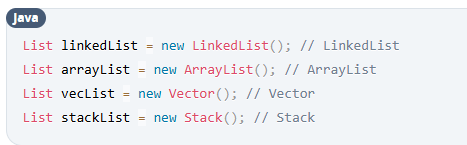 Java
List linkedList = new LinkedList(); // LinkedList
List arrayList = new ArrayList(); // ArrayList
List vecList = new Vector(); // Vector
List stackList = new Stack(); // Stack